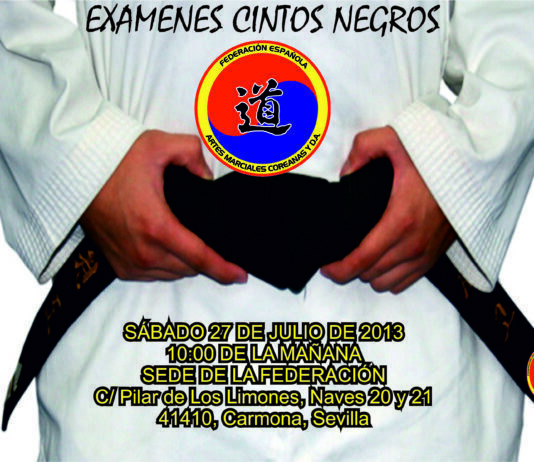 EXAMENES CINTOS NEGROS
FEDERACIÓN ESPAÑOLA
道
ARTES MARCIALES COREANAS Y D.A.
SÁBADO 27 DE JULIO DE 2013
10:00 DE LA MAÑANA
SEDE DE LA FEDERACIÓN
C/ Pilar de Los Limones, Naves 20 y 21
41410, Carmona, Sevilla